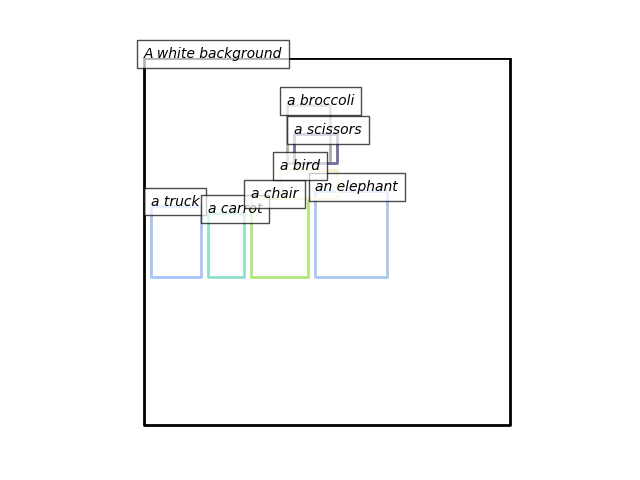 A white background
a broccoli
a scissors
a bird
an elephant
a chair
a truck
a carrot